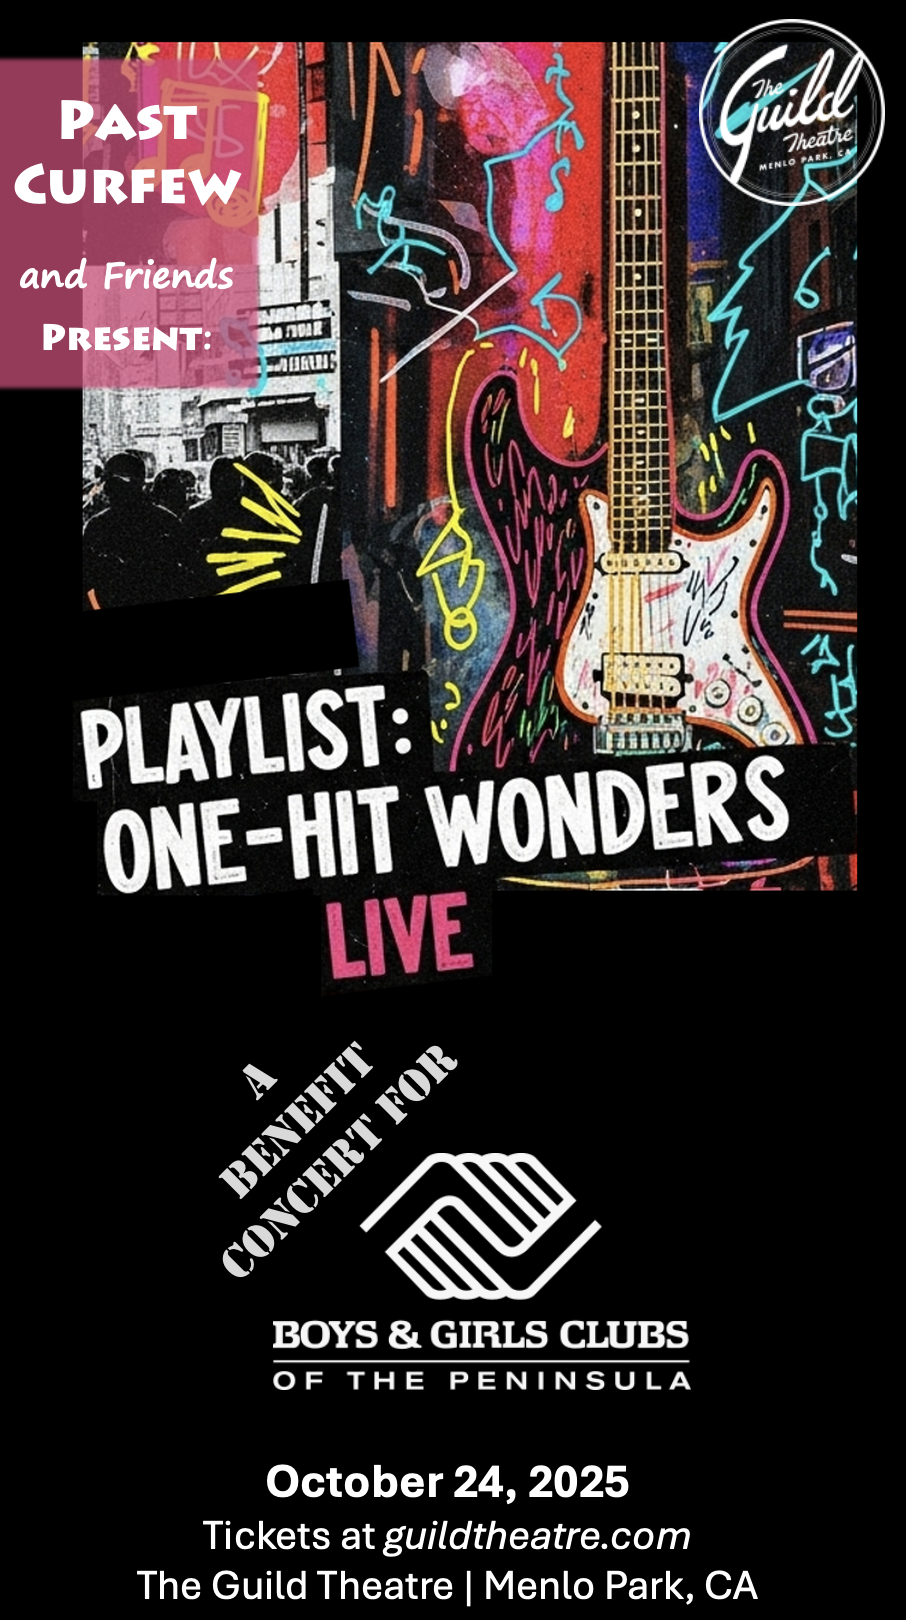 PAST
CURFEW
and Friends
PRESENT:
The
Guild
Theatre
MENLO PARK, CA
PLAYLIST:
ONE-HIT WONDERS
LIVE
A
BENEFIT
CONCERT FOR
BOYS & GIRLS CLUBS
OF THE PENINSULA
October 24, 2025
Tickets at guildtheatre.com
The Guild Theatre | Menlo Park, CA